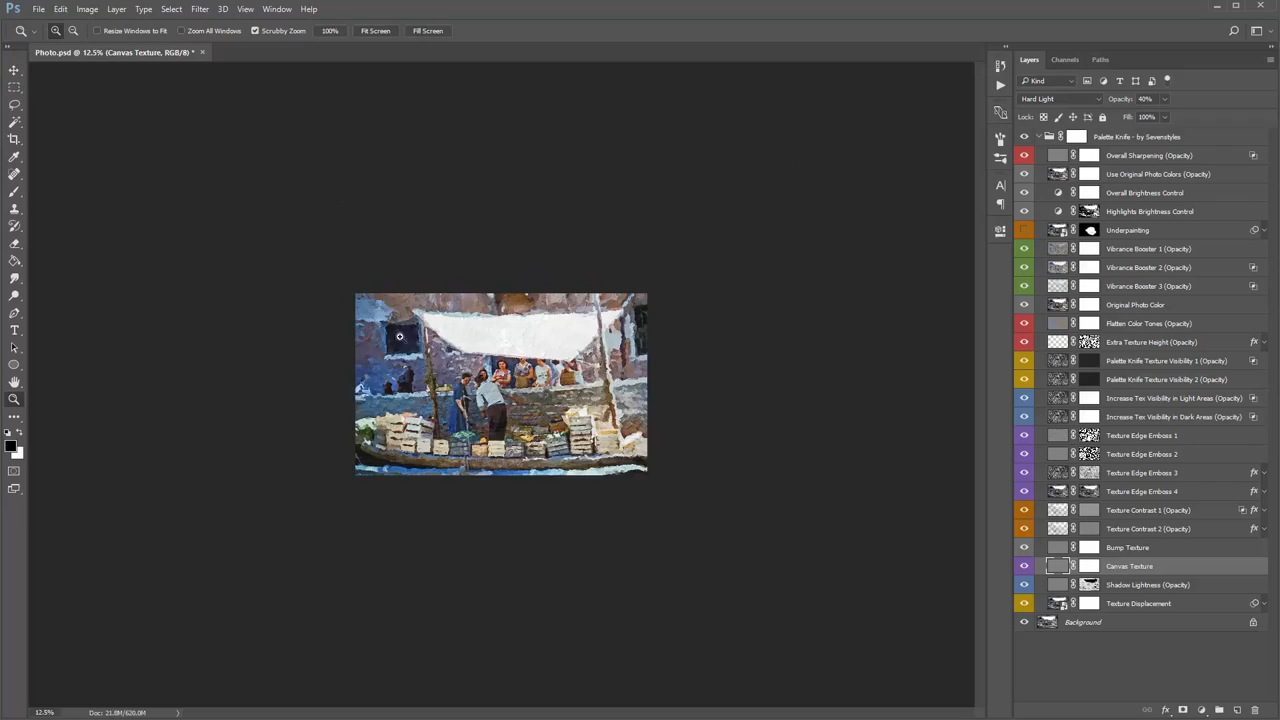 Ps File Edit Image Layer Type Select Filter 3D View Window Help
Resize Windows to Fit Zoom All Windows Scrubby Zoom 100% Fit Screen Fill Screen
Photo.psd @ 12.5% (Canvas Texture, RGB/8) * ×
Layers Channels Paths
Kind
Hard Light Opacity: 40%
Lock: Fill: 100%
Palette Knife - by Sevenstyles
Overall Sharpening (Opacity)
Use Original Photo Colors (Opacity)
Overall Brightness Control
Highlights Brightness Control
Underpainting
Vibrance Booster 1 (Opacity)
Vibrance Booster 2 (Opacity)
Vibrance Booster 3 (Opacity)
Original Photo Color
Flatten Color Tones (Opacity)
Extra Texture Height (Opacity) fx
Palette Knife Texture Visibility 1 (Opacity)
Palette Knife Texture Visibility 2 (Opacity)
Increase Tex Visibility in Light Areas (Opacity)
Increase Tex Visibility in Dark Areas (Opacity)
Texture Edge Emboss 1
Texture Edge Emboss 2
Texture Edge Emboss 3 fx
Texture Edge Emboss 4 fx
Texture Contrast 1 (Opacity) fx
Texture Contrast 2 (Opacity) fx
Bump Texture
Canvas Texture
Shadow Lightness (Opacity)
Texture Displacement
Background
12.5% Doc: 21.8M/620.0M
fx